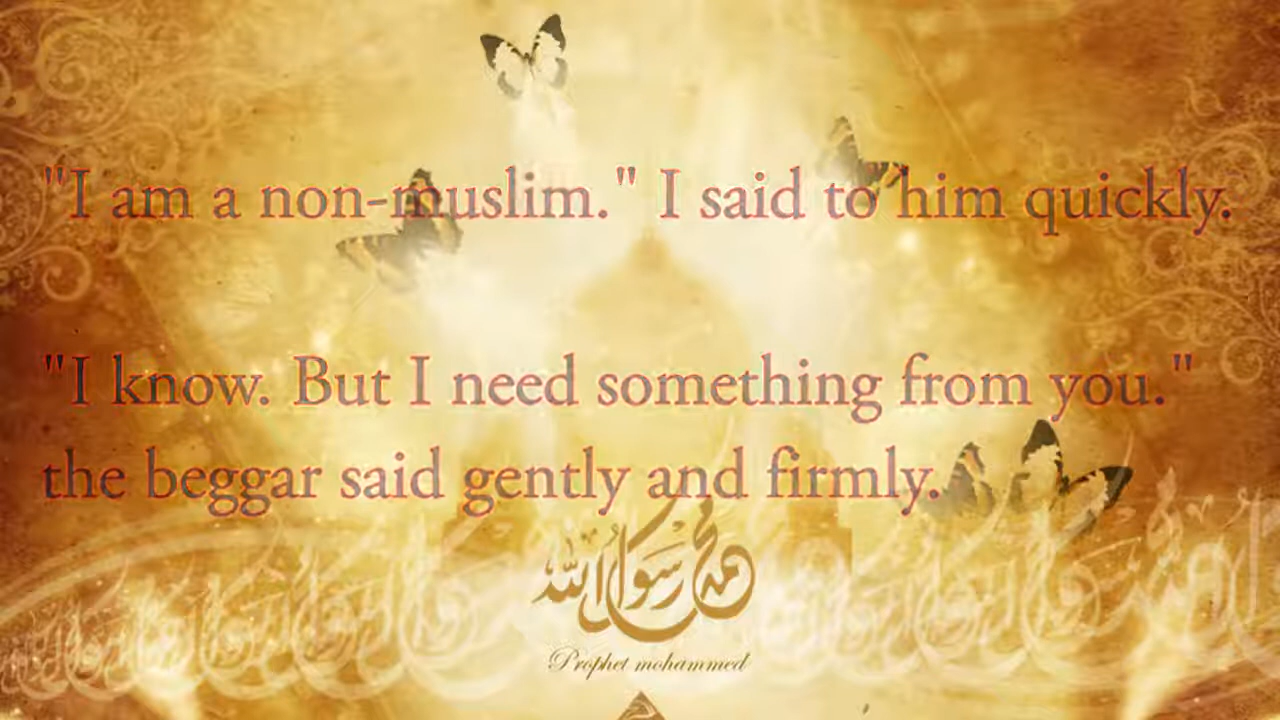 "I am a non-muslim." I said to him quickly.
"I know. But I need something from you."
the beggar said gently and firmly.
محمد رسول الله
Prophet mohammed